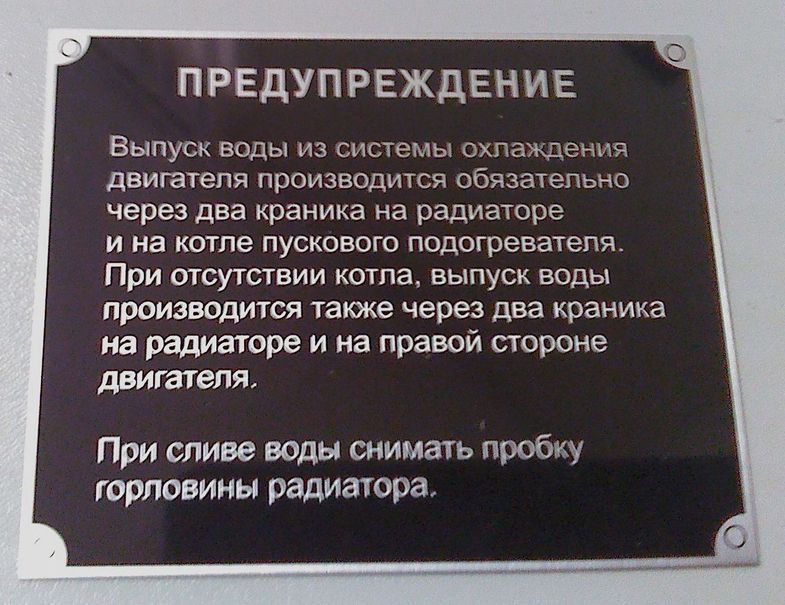 ПРЕДУПРЕЖДЕНИЕ
Выпуск воды из системы охлаждения
двигателя производится обязательно
через два краника на радиаторе
и на котле пускового подогревателя.
При отсутствии котла, выпуск воды
производится также через два краника
на радиаторе и на правой стороне
двигателя.
При сливе воды снимать пробку
горловины радиатора.